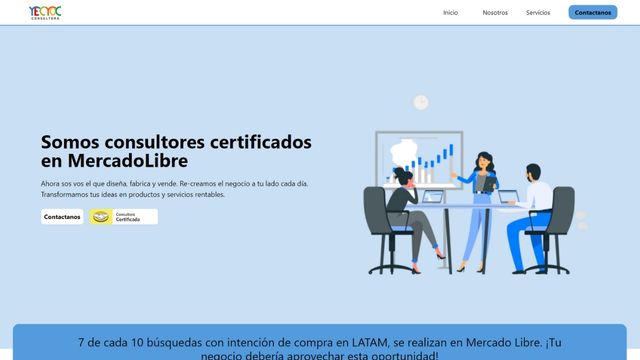 YECYOC
CONSULTORA
Inicio
Nosotros
Servicios
Contactanos
Somos consultores certificados
en MercadoLibre
Ahora sos vos el que diseña, fabrica y vende. Re-creamos el negocio a tu lado cada día.
Transformamos tus ideas en productos y servicios rentables.
Contactanos
Consultora
Certificada
7 de cada 10 búsquedas con intención de compra en LATAM, se realizan en Mercado Libre. ¡Tu
negocio debería aprovechar esta oportunidad!